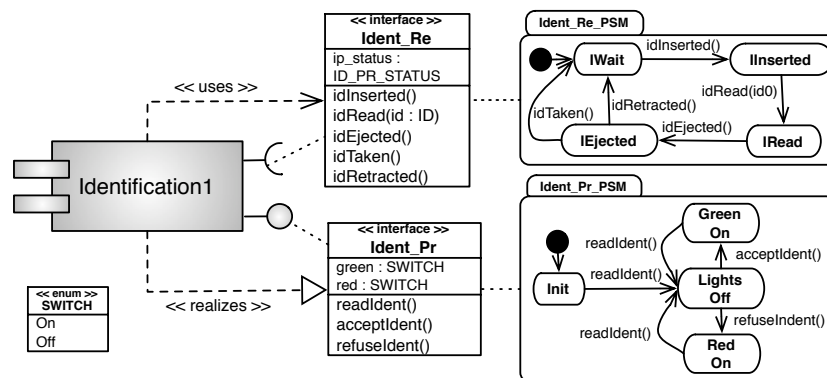 << interface >>
Ident_Re
ip_status :
ID_PR_STATUS
idInserted()
idRead(id : ID)
idEjected()
idTaken()
idRetracted()
<< uses >>
Identification1
<< realizes >>
<< enum >>
SWITCH
On
Off
<< interface >>
Ident_Pr
green : SWITCH
red : SWITCH
readIdent()
acceptIdent()
refuseIdent()
Ident_Re_PSM
IWait
idInserted()
IInserted
idRead(id0)
idRetracted()
idTaken()
idEjected()
IEjected
IRead
Ident_Pr_PSM
Green
On
readIdent()
acceptIdent()
Init
readIdent()
Lights
Off
readIdent()
refuseIndent()
Red
On